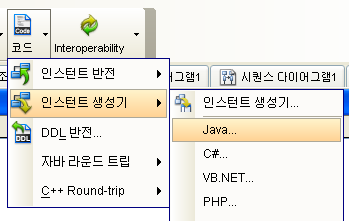 Code
코드
Interoperability
조
인스턴트 반전
어그램1
시퀀스 다이어그램1
인스턴트 생성기
인스턴트 생성기...
DDL
DDL 반전...
Java...
자바 라운드 트립
C#...
C++ Round-trip
VB.NET...
PHP...